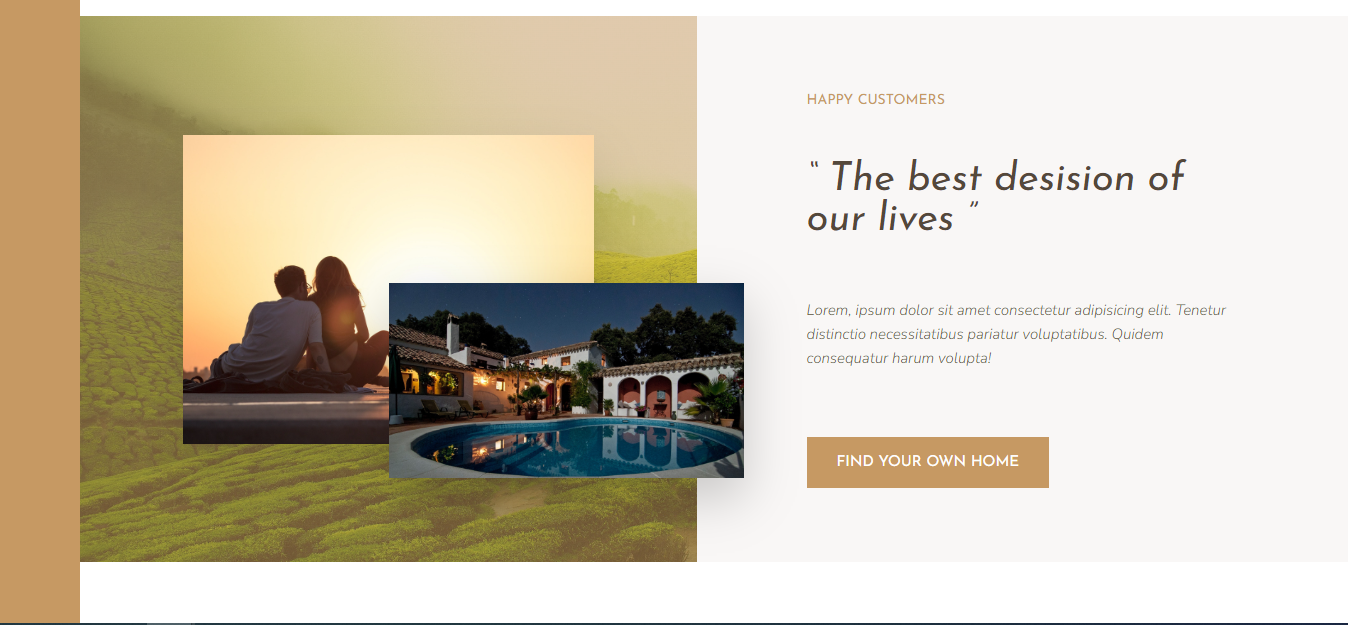 HAPPY CUSTOMERS
“ The best desision of
our lives ”
Lorem, ipsum dolor sit amet consectetur adipisicing elit. Tenetur
distinctio necessitatibus pariatur voluptatibus. Quidem
consequatur harum volupta!
FIND YOUR OWN HOME